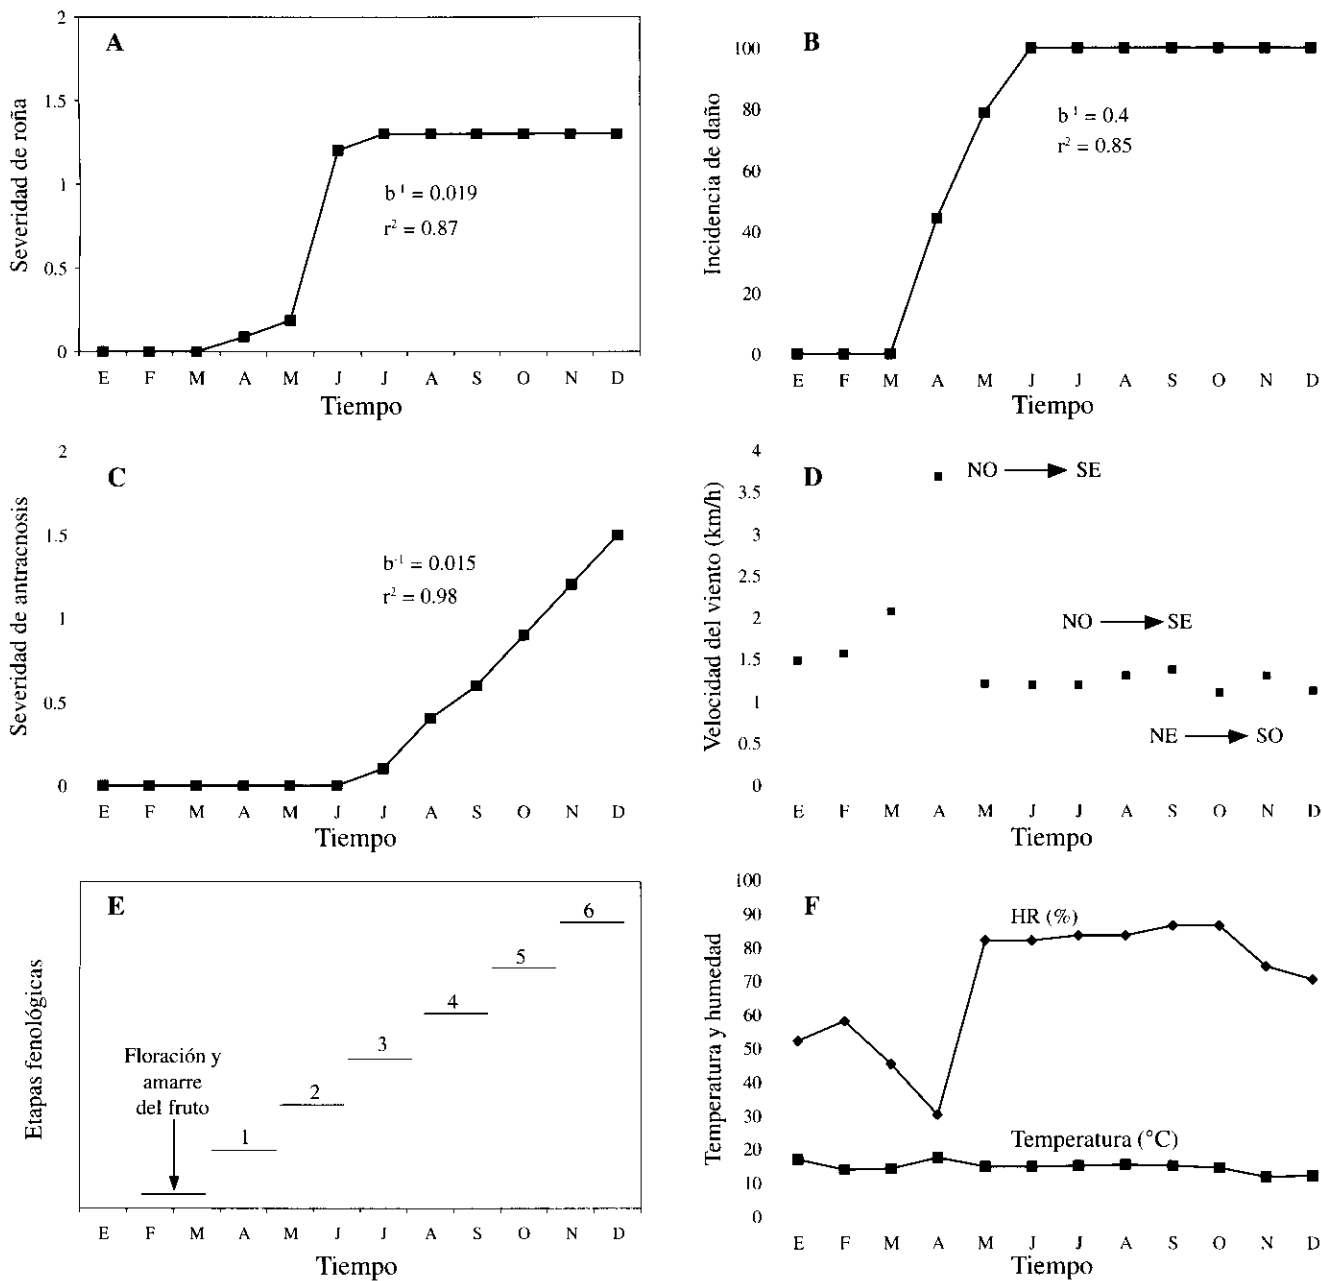 A
2
1.5
1
0.5
0
Severidad de roña
b⁻¹ = 0.019
r² = 0.87
E F M A M J J A S O N D
Tiempo
B
100
80
60
40
20
0
Incidencia de daño
b⁻¹ = 0.4
r² = 0.85
E F M A M J J A S O N D
Tiempo
C
2
1.5
1
0.5
0
Severidad de antracnosis
b⁻¹ = 0.015
r² = 0.98
E F M A M J J A S O N D
Tiempo
D
4
3.5
3
2.5
2
1.5
1
0.5
0
Velocidad del viento (km/h)
NO → SE
NO → SE
NE → SO
E F M A M J J A S O N D
Tiempo
E
Etapas fenológicas
Floración y
amarre
del fruto
1
2
3
4
5
6
E F M A M J J A S O N D
Tiempo
F
100
90
80
70
60
50
40
30
20
10
0
Temperatura y humedad
HR (%)
Temperatura (°C)
E F M A M J J A S O N D
Tiempo